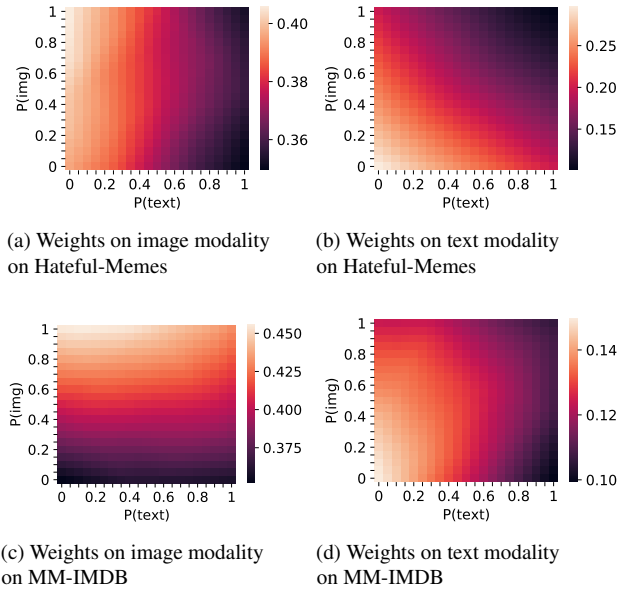 1
0.8
0.6
0.4
0.2
0
P(img)
0 0.2 0.4 0.6 0.8 1
P(text)
0.40
0.38
0.36
1
0.8
0.6
0.4
0.2
0
P(img)
0 0.2 0.4 0.6 0.8 1
P(text)
0.25
0.20
0.15
(a) Weights on image modality
on Hateful-Memes
(b) Weights on text modality
on Hateful-Memes
1
0.8
0.6
0.4
0.2
0
P(img)
0 0.2 0.4 0.6 0.8 1
P(text)
0.450
0.425
0.400
0.375
1
0.8
0.6
0.4
0.2
0
P(img)
0 0.2 0.4 0.6 0.8 1
P(text)
0.14
0.12
0.10
(c) Weights on image modality
on MM-IMDB
(d) Weights on text modality
on MM-IMDB